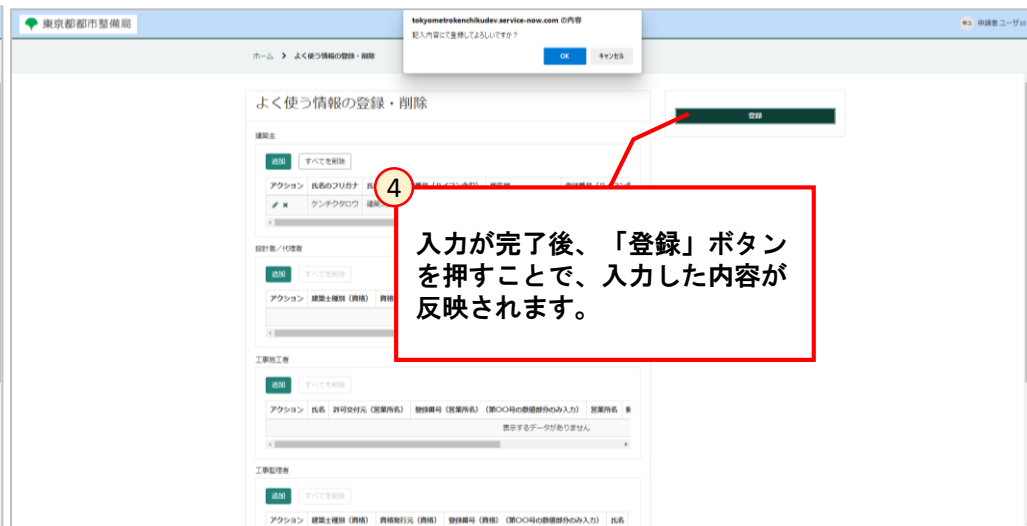 東京都都市整備局
tokyometrokenchikudev.service-now.com の内容
記入内容にて登録してよろしいですか？
OK キャンセル
申請者ユーザ
ホーム > よく使う情報の登録・削除
よく使う情報の登録・削除
登録
建築主
追加 すべてを削除
アクション 氏名のフリガナ
ケンチクタロウ
4
入力が完了後、「登録」ボタン
を押すことで、入力した内容が
反映されます。
設計者／代理者
追加 すべてを削除
アクション 建築士種別（資格）
工事施工者
追加 すべてを削除
アクション 氏名 許可交付元（営業所名） 登録番号（営業所名）（第〇〇号の数値部分のみ入力） 営業所名
表示するデータがありません
工事監理者
追加 すべてを削除
アクション 建築士種別（資格） 資格発行元（資格） 登録番号（資格）（第〇〇号の数値部分のみ入力） 氏名